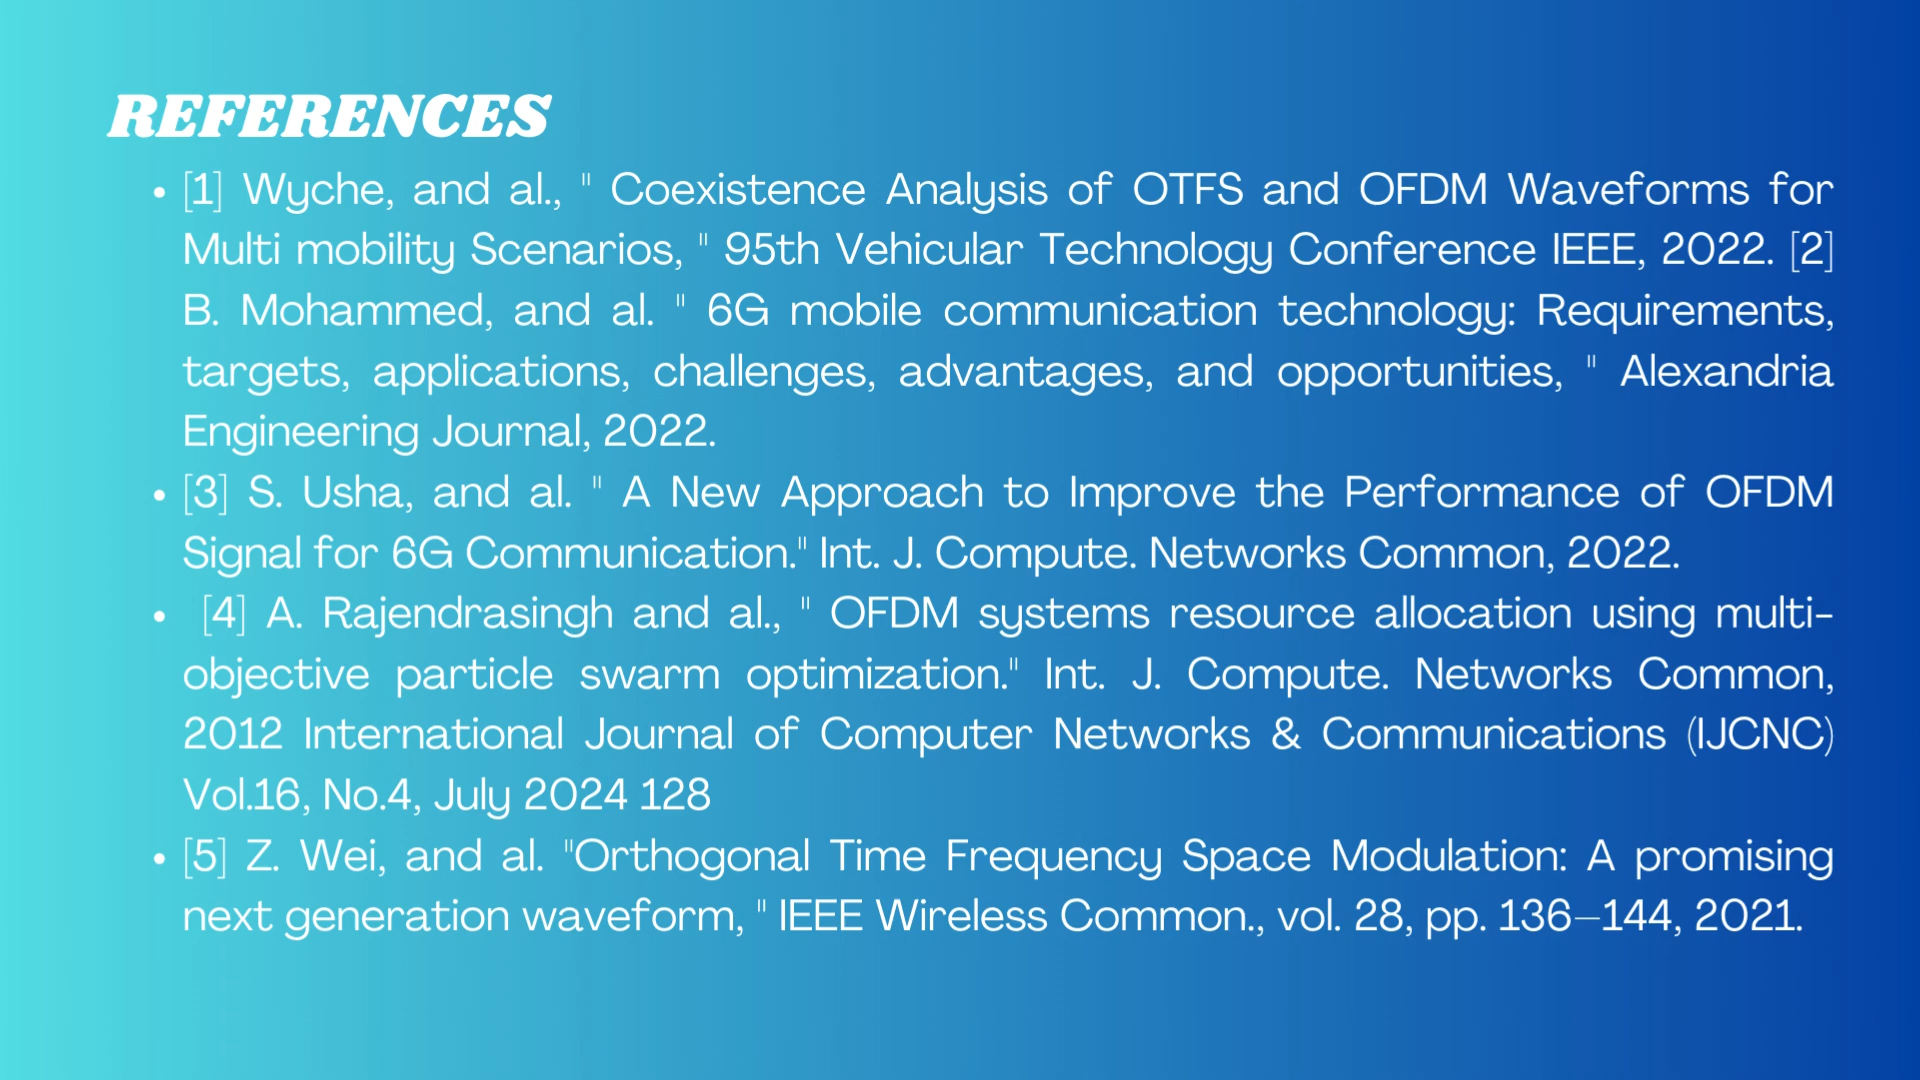 REFERENCES
• [1] Wyche, and al., " Coexistence Analysis of OTFS and OFDM Waveforms for
Multi mobility Scenarios, " 95th Vehicular Technology Conference IEEE, 2022. [2]
B. Mohammed, and al. " 6G mobile communication technology: Requirements,
targets, applications, challenges, advantages, and opportunities, " Alexandria
Engineering Journal, 2022.
• [3] S. Usha, and al. " A New Approach to Improve the Performance of OFDM
Signal for 6G Communication." Int. J. Compute. Networks Common, 2022.
• [4] A. Rajendrasingh and al., " OFDM systems resource allocation using multi-
objective particle swarm optimization." Int. J. Compute. Networks Common,
2012 International Journal of Computer Networks & Communications (IJCNC)
Vol.16, No.4, July 2024 128
• [5] Z. Wei, and al. "Orthogonal Time Frequency Space Modulation: A promising
next generation waveform, " IEEE Wireless Common., vol. 28, pp. 136–144, 2021.